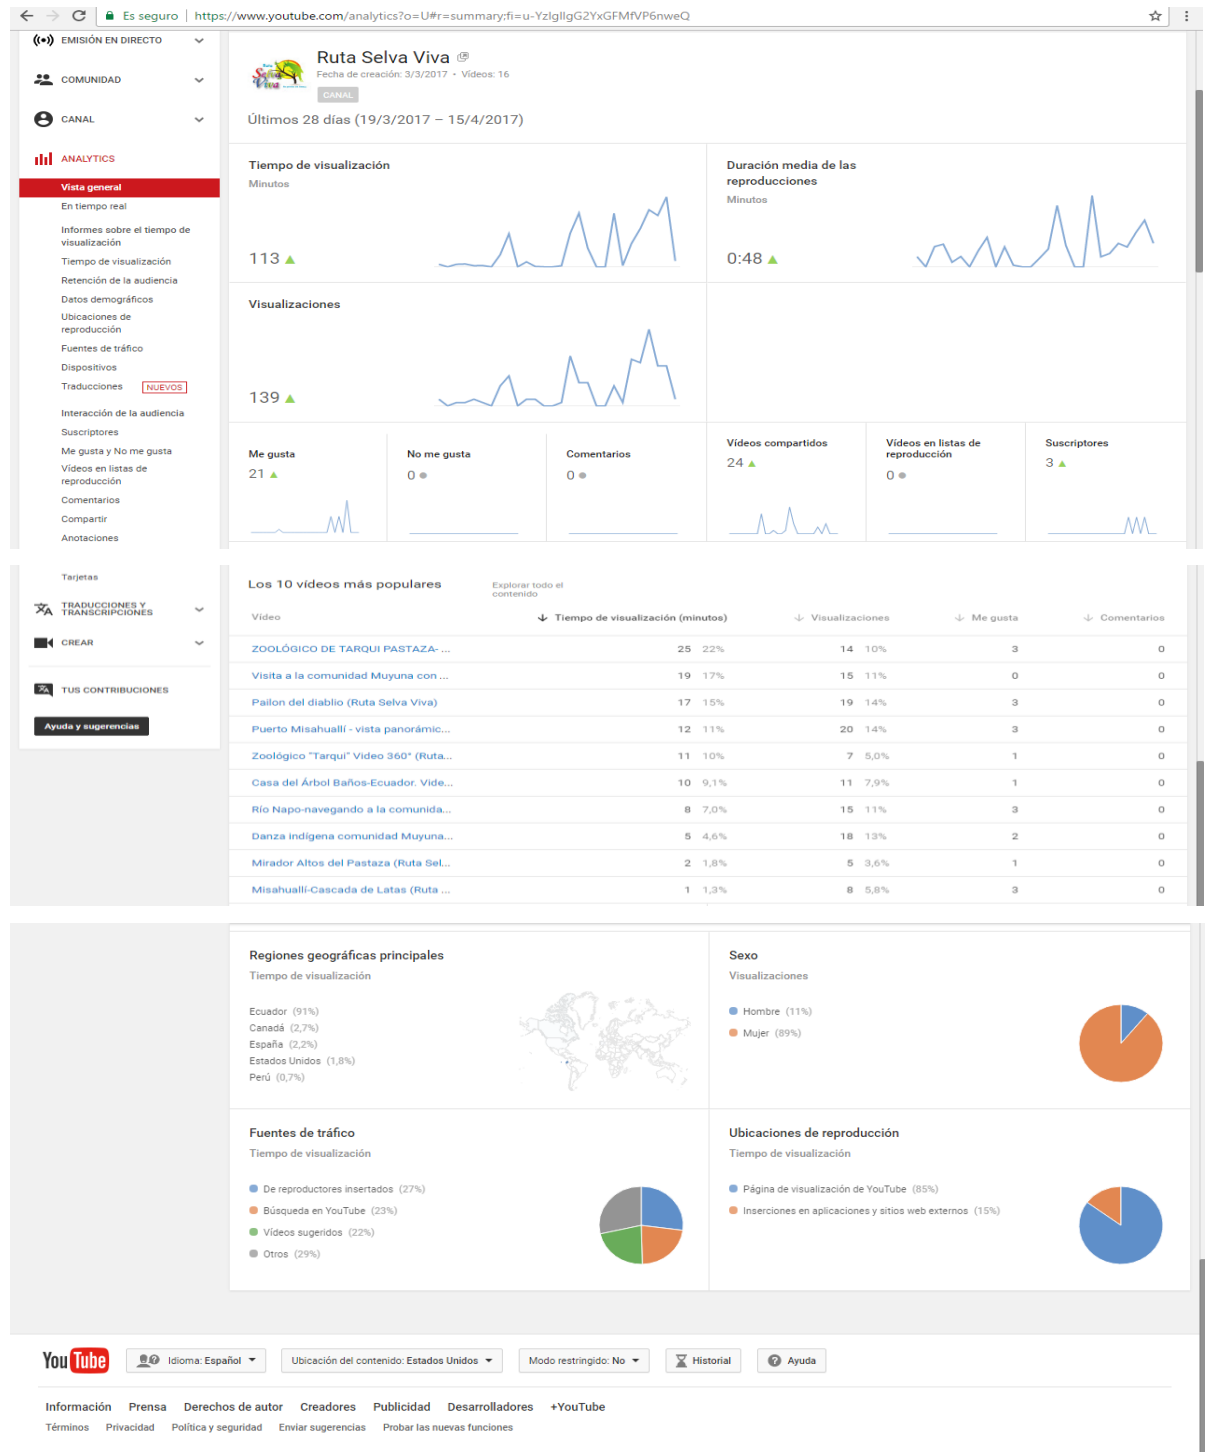 Es seguro | https://www.youtube.com/analytics?o=U#r=summary;fi=u-YzIgIlgG2YxGFMfVP6nweQ
EMISIÓN EN DIRECTO
COMUNIDAD
CANAL
ANALYTICS
Vista general
En tiempo real
Informes sobre el tiempo de
visualización
Tiempo de visualización
Retención de la audiencia
Datos demográficos
Ubicaciones de
reproducción
Fuentes de tráfico
Dispositivos
Traducciones NUEVOS
Interacción de la audiencia
Suscriptores
Me gusta y No me gusta
Vídeos en listas de
reproducción
Comentarios
Compartir
Anotaciones
Ruta Selva Viva
Fecha de creación: 3/3/2017 • Vídeos: 16
CANAL
Últimos 28 días (19/3/2017 – 15/4/2017)
Tiempo de visualización
Minutos
113
Duración media de las
reproducciones
Minutos
0:48
Visualizaciones
139
Me gusta
21
No me gusta
0
Comentarios
0
Vídeos compartidos
24
Vídeos en listas de
reproducción
0
Suscriptores
3
Tarjetas
TRADUCCIONES Y
TRANSCRIPCIONES
CREAR
TUS CONTRIBUCIONES
Ayuda y sugerencias
Los 10 vídeos más populares
Explorar todo el
contenido
Vídeo Tiempo de visualización (minutos) Visualizaciones Me gusta Comentarios
ZOOLÓGICO DE TARQUI PASTAZA- ... 25 22% 14 10% 3 0
Visita a la comunidad Muyuna con ... 19 17% 15 11% 0 0
Pailon del diablio (Ruta Selva Viva) 17 15% 19 14% 3 0
Puerto Misahuallí - vista panorámic... 12 11% 20 14% 3 0
Zoológico "Tarqui" Video 360° (Ruta... 11 10% 7 5,0% 1 0
Casa del Árbol Baños-Ecuador. Vide... 10 9,1% 11 7,9% 1 0
Río Napo-navegando a la comunida... 8 7,0% 15 11% 3 0
Danza indígena comunidad Muyuna... 5 4,6% 18 13% 2 0
Mirador Altos del Pastaza (Ruta Sel... 2 1,8% 5 3,6% 1 0
Misahuallí-Cascada de Latas (Ruta ... 1 1,3% 8 5,8% 3 0
Regiones geográficas principales
Tiempo de visualización
Ecuador (91%)
Canadá (2,7%)
España (2,2%)
Estados Unidos (1,8%)
Perú (0,7%)
Sexo
Visualizaciones
Hombre (11%)
Mujer (89%)
Fuentes de tráfico
Tiempo de visualización
De reproductores insertados (27%)
Búsqueda en YouTube (23%)
Vídeos sugeridos (22%)
Otros (29%)
Ubicaciones de reproducción
Tiempo de visualización
Página de visualización de YouTube (85%)
Inserciones en aplicaciones y sitios web externos (15%)
YouTube Idioma: Español Ubicación del contenido: Estados Unidos Modo restringido: No Historial Ayuda
Información Prensa Derechos de autor Creadores Publicidad Desarrolladores +YouTube
Términos Privacidad Política y seguridad Enviar sugerencias Probar las nuevas funciones